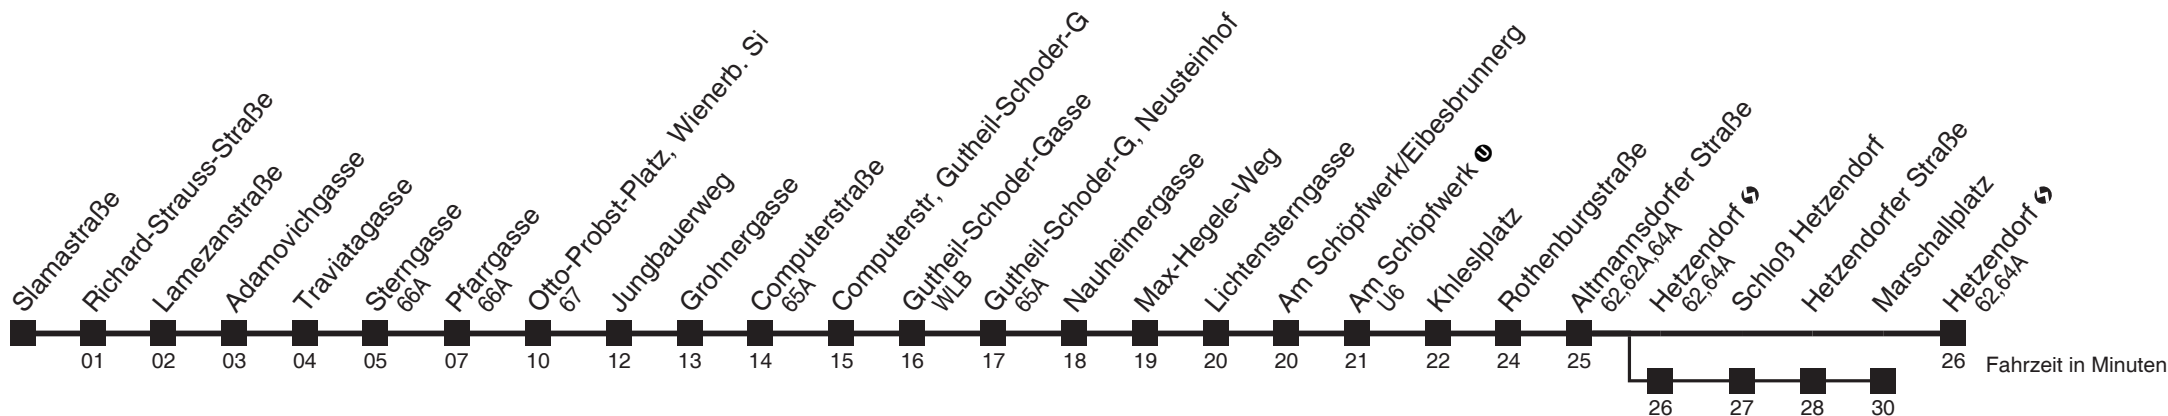 Slamastraße
Richard-Strauss-Straße
01
Lamezanstraße
02
Adamovichgasse
03
Traviatagasse
04
Sterngasse
66A
05
Pfarrgasse
66A
07
Otto-Probst-Platz, Wienerb. Si
67
10
Jungbauerweg
12
Grohnergasse
13
Computerstraße
65A
14
Computerstr, Gutheil-Schoder-G
15
Gutheil-Schoder-Gasse
WLB
16
Gutheil-Schoder-G, Neusteinhof
65A
17
Nauheimergasse
18
Max-Hegele-Weg
19
Lichtensterngasse
20
Am Schöpfwerk/Eibesbrunnerg
20
Am Schöpfwerk U
U6
21
Khleslplatz
22
Rothenburgstraße
24
Altmannsdorfer Straße
62,62A,64A
25
Hetzendorf
62,64A
26
Schloß Hetzendorf
27
Hetzendorfer Straße
28
Marschallplatz
30
Hetzendorf
62,64A
26
Fahrzeit in Minuten